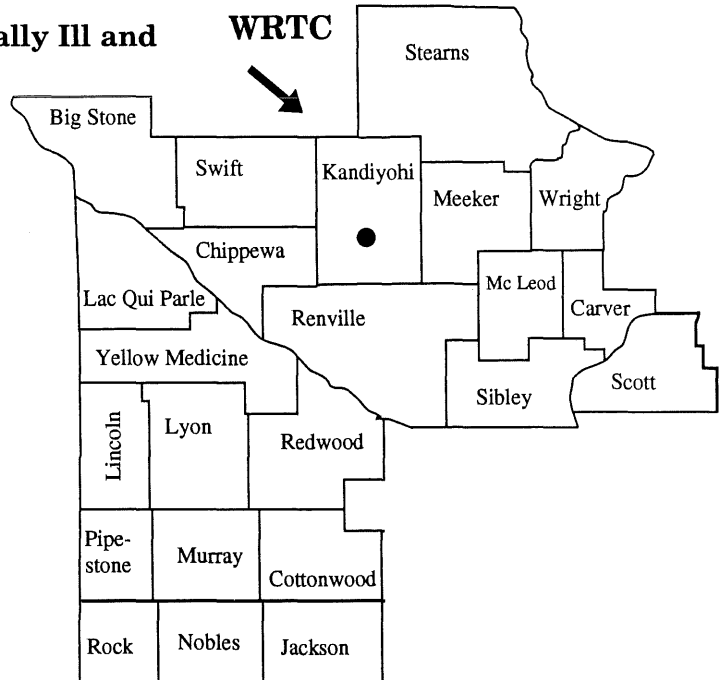 ally Ill and
WRTC
Stearns
Big Stone
Swift
Kandiyohi
Meeker
Wright
Chippewa
Lac Qui Parle
Renville
Mc Leod
Carver
Yellow Medicine
Scott
Sibley
Lincoln
Lyon
Redwood
Pipe-
stone
Murray
Cottonwood
Rock
Nobles
Jackson